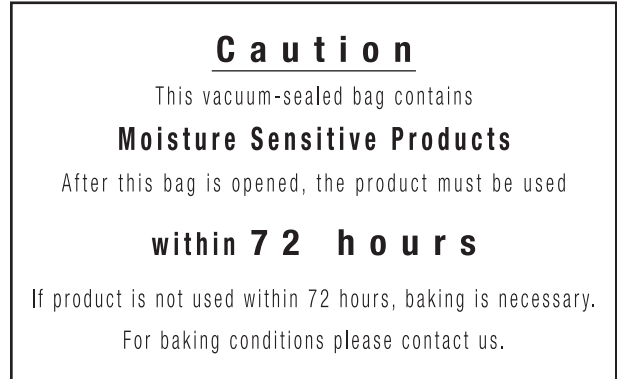 Caution
This vacuum-sealed bag contains
Moisture Sensitive Products
After this bag is opened, the product must be used
within 72 hours
If product is not used within 72 hours, baking is necessary.
For baking conditions please contact us.